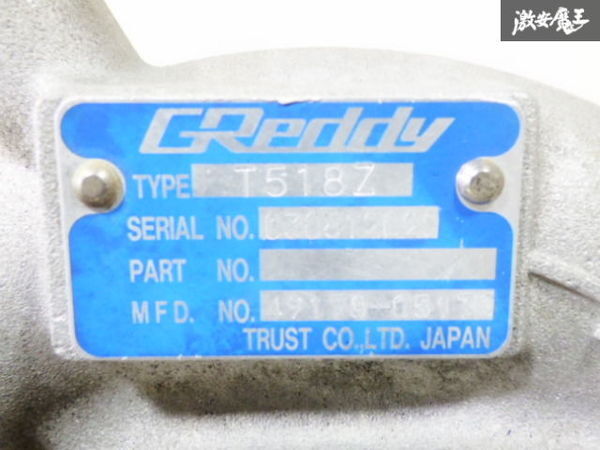 激安魔王
GReddy
TYPE T518Z
SERIAL NO.
PART NO.
MFD. NO.
TRUST CO.,LTD. JAPAN